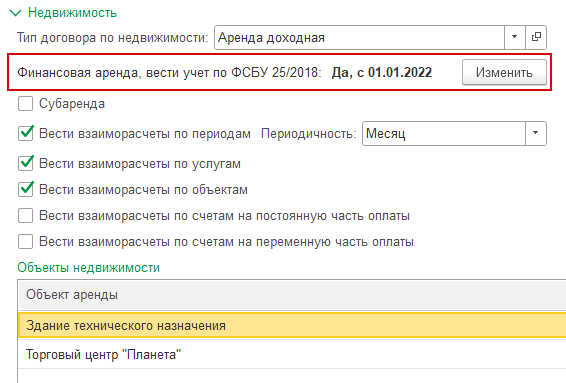 Недвижимость
Тип договора по недвижимости: Аренда доходная
Финансовая аренда, вести учет по ФСБУ 25/2018: Да, с 01.01.2022 Изменить
Субаренда
Вести взаиморасчеты по периодам Периодичность: Месяц
Вести взаиморасчеты по услугам
Вести взаиморасчеты по объектам
Вести взаиморасчеты по счетам на постоянную часть оплаты
Вести взаиморасчеты по счетам на переменную часть оплаты
Объекты недвижимости
Объект аренды
Здание технического назначения
Торговый центр "Планета"